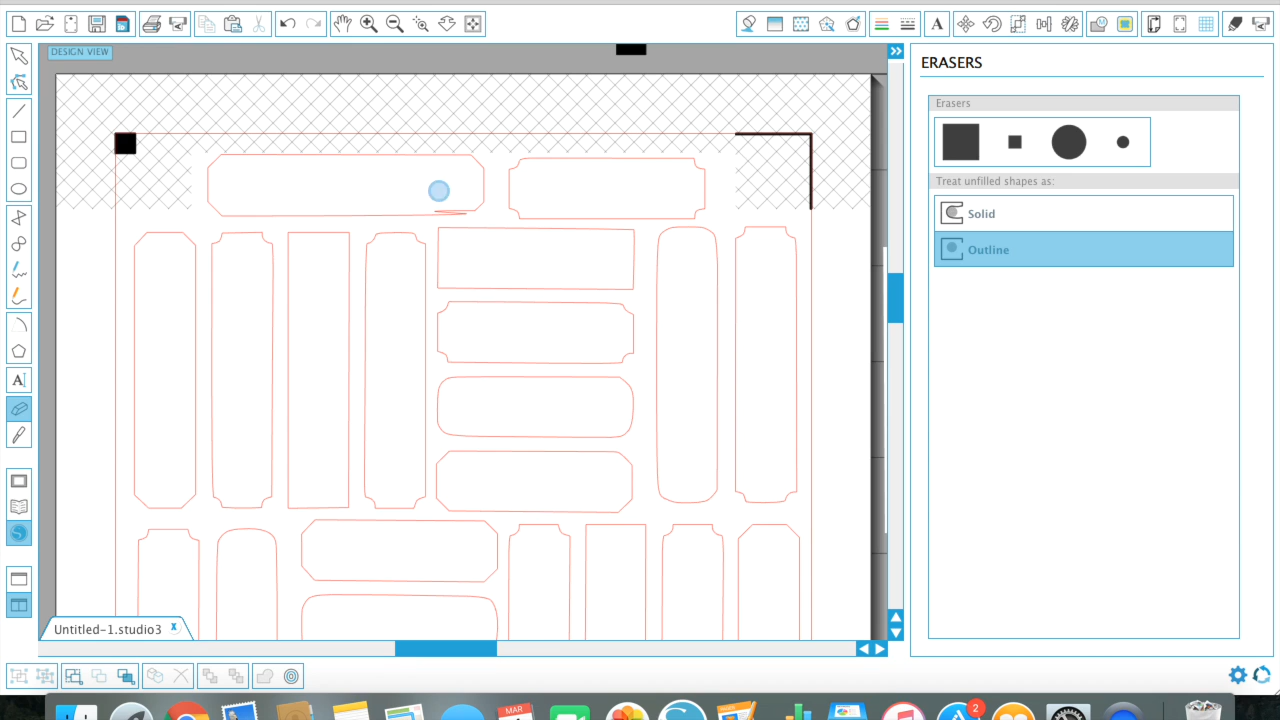 DESIGN VIEW
A
A
M
S
ERASERS
Erasers
Treat unfilled shapes as:
Solid
Outline
Untitled-1.studio3
x
MAR
2